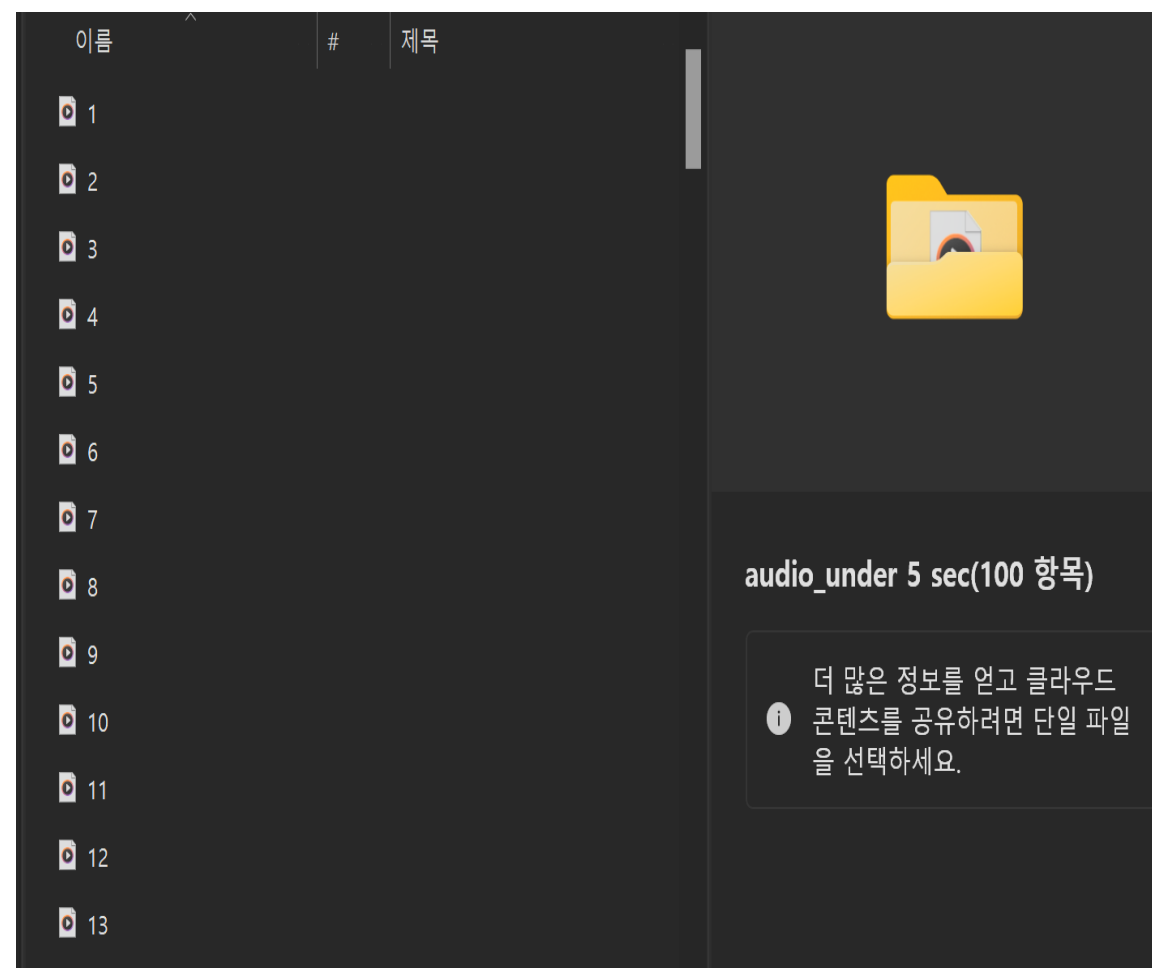 이름 # 제목
1
2
3
4
5
6
7
8
9
10
11
12
13
audio_under 5 sec(100 항목)
더 많은 정보를 얻고 클라우드
콘텐츠를 공유하려면 단일 파일
을 선택하세요.